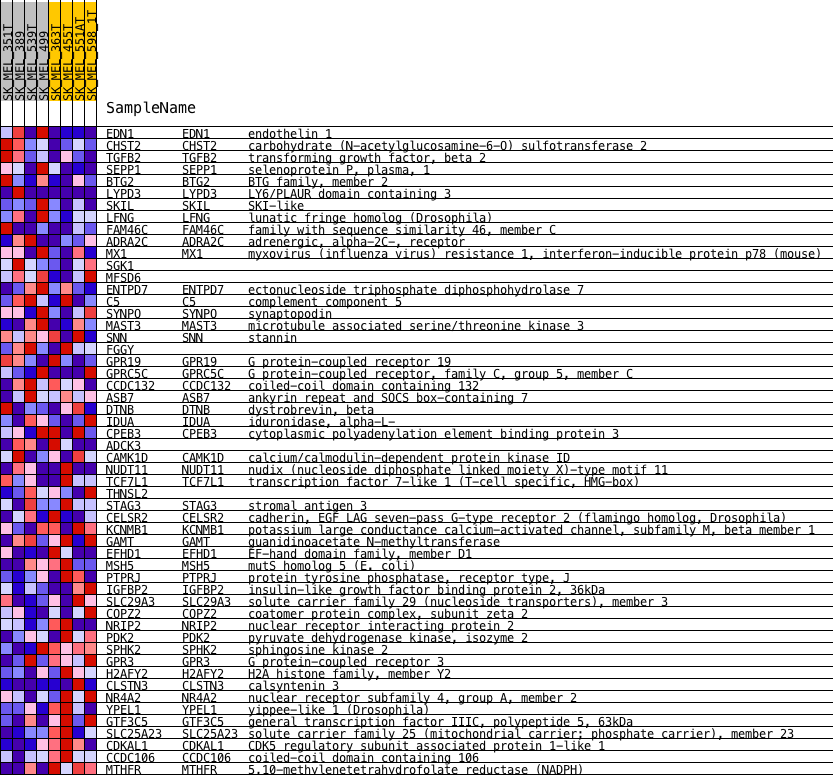 SK_MEL_351T
SK_MEL_389
SK_MEL_539T
SK_MEL_499
SK_MEL_363T
SK_MEL_455T
SK_MEL_551AT
SK_MEL_598_1T
SampleName
EDN1 EDN1 endothelin 1
CHST2 CHST2 carbohydrate (N-acetylglucosamine-6-O) sulfotransferase 2
TGFB2 TGFB2 transforming growth factor, beta 2
SEPP1 SEPP1 selenoprotein P, plasma, 1
BTG2 BTG2 BTG family, member 2
LYPD3 LYPD3 LY6/PLAUR domain containing 3
SKIL SKIL SKI-like
LFNG LFNG lunatic fringe homolog (Drosophila)
FAM46C FAM46C family with sequence similarity 46, member C
ADRA2C ADRA2C adrenergic, alpha-2C-, receptor
MX1 MX1 myxovirus (influenza virus) resistance 1, interferon-inducible protein p78 (mouse)
SGK1
MFSD6
ENTPD7 ENTPD7 ectonucleoside triphosphate diphosphohydrolase 7
C5 C5 complement component 5
SYNPO SYNPO synaptopodin
MAST3 MAST3 microtubule associated serine/threonine kinase 3
SNN SNN stannin
FGGY
GPR19 GPR19 G protein-coupled receptor 19
GPRC5C GPRC5C G protein-coupled receptor, family C, group 5, member C
CCDC132 CCDC132 coiled-coil domain containing 132
ASB7 ASB7 ankyrin repeat and SOCS box-containing 7
DTNB DTNB dystrobrevin, beta
IDUA IDUA iduronidase, alpha-L-
CPEB3 CPEB3 cytoplasmic polyadenylation element binding protein 3
ADCK3
CAMK1D CAMK1D calcium/calmodulin-dependent protein kinase ID
NUDT11 NUDT11 nudix (nucleoside diphosphate linked moiety X)-type motif 11
TCF7L1 TCF7L1 transcription factor 7-like 1 (T-cell specific, HMG-box)
THNSL2
STAG3 STAG3 stromal antigen 3
CELSR2 CELSR2 cadherin, EGF LAG seven-pass G-type receptor 2 (flamingo homolog, Drosophila)
KCNMB1 KCNMB1 potassium large conductance calcium-activated channel, subfamily M, beta member 1
GAMT GAMT guanidinoacetate N-methyltransferase
EFHD1 EFHD1 EF-hand domain family, member D1
MSH5 MSH5 mutS homolog 5 (E. coli)
PTPRJ PTPRJ protein tyrosine phosphatase, receptor type, J
IGFBP2 IGFBP2 insulin-like growth factor binding protein 2, 36kDa
SLC29A3 SLC29A3 solute carrier family 29 (nucleoside transporters), member 3
COPZ2 COPZ2 coatomer protein complex, subunit zeta 2
NRIP2 NRIP2 nuclear receptor interacting protein 2
PDK2 PDK2 pyruvate dehydrogenase kinase, isozyme 2
SPHK2 SPHK2 sphingosine kinase 2
GPR3 GPR3 G protein-coupled receptor 3
H2AFY2 H2AFY2 H2A histone family, member Y2
CLSTN3 CLSTN3 calsyntenin 3
NR4A2 NR4A2 nuclear receptor subfamily 4, group A, member 2
YPEL1 YPEL1 yippee-like 1 (Drosophila)
GTF3C5 GTF3C5 general transcription factor IIIC, polypeptide 5, 63kDa
SLC25A23 SLC25A23 solute carrier family 25 (mitochondrial carrier; phosphate carrier), member 23
CDKAL1 CDKAL1 CDK5 regulatory subunit associated protein 1-like 1
CCDC106 CCDC106 coiled-coil domain containing 106
MTHFR MTHFR 5,10-methylenetetrahydrofolate reductase (NADPH)